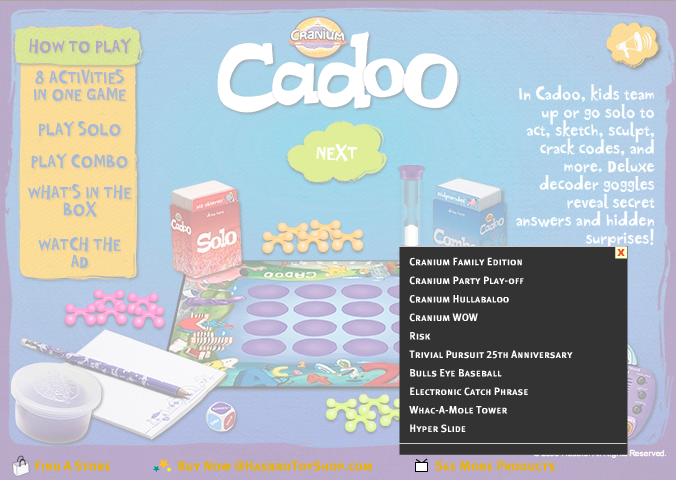 HOW TO PLAY
8 ACTIVITIES
IN ONE GAME
PLAY SOLO
PLAY COMBO
WHAT'S IN THE
BOX
WATCH THE
AD
CRANIUM
Cadoo
NEXT
In Cadoo, kids team
up or go solo to
act, sketch, sculpt,
crack codes, and
more. Deluxe
decoder goggles
reveal secret
answers and hidden
surprises!
Cadoo
Solo
CADOO
X
CRANIUM FAMILY EDITION
CRANIUM PARTY PLAY-OFF
CRANIUM HULLABALOO
CRANIUM WOW
RISK
TRIVIAL PURSUIT 25TH ANNIVERSARY
BULLS EYE BASEBALL
ELECTRONIC CATCH PHRASE
WHAC-A-MOLE TOWER
HYPER SLIDE
Reserved.
FIND A STORE
BUY NOW @HASBROTOYSHOP.COM
SEE MORE PRODUCTS